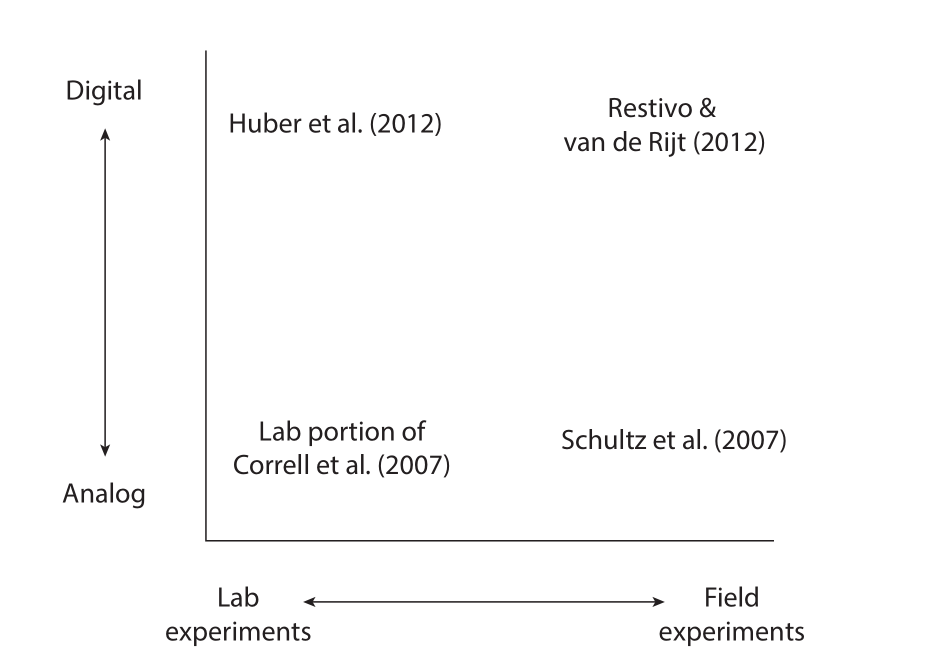 Digital
Huber et al. (2012)
Restivo &
van de Rijt (2012)
Lab portion of
Correll et al. (2007)
Schultz et al. (2007)
Analog
Lab
experiments
Field
experiments